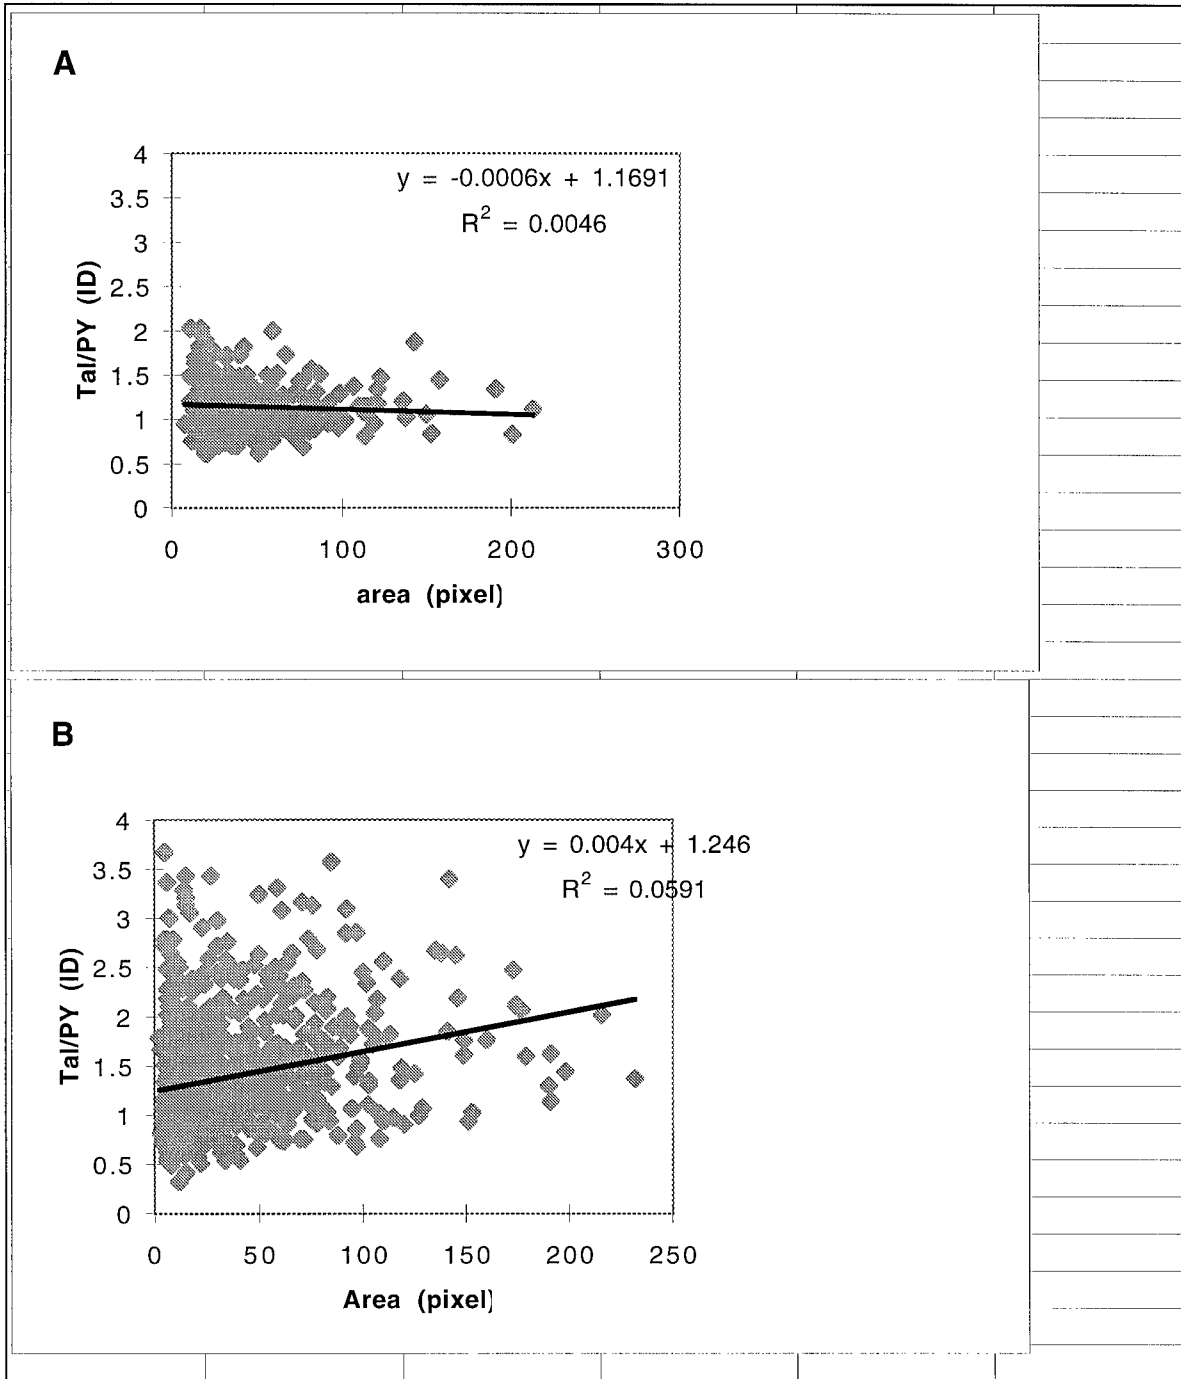 A
4
3.5
3
2.5
2
1.5
1
0.5
0
Tal/PY (ID)
y = -0.0006x + 1.1691
R² = 0.0046
0 100 200 300
area (pixel)
B
4
3.5
3
2.5
2
1.5
1
0.5
0
Tal/PY (ID)
y = 0.004x + 1.246
R² = 0.0591
0 50 100 150 200 250
Area (pixel)